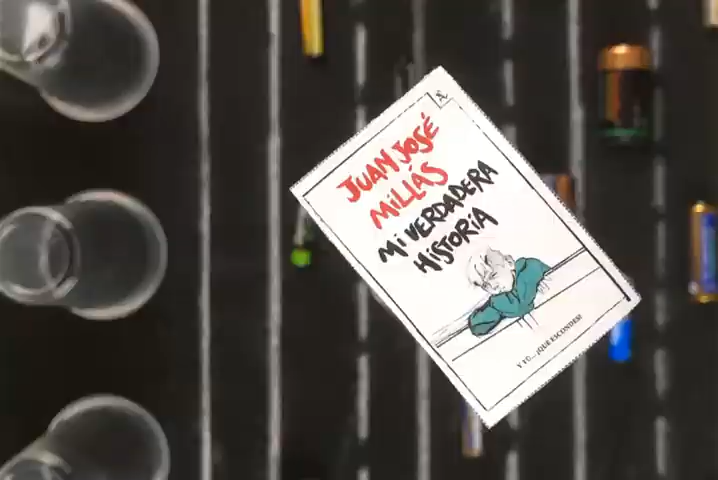 JUAN JOSÉ
MILLÁS
Mi VERDADERA
HISTORiA
Y TÚ... ¿QUÉ ESCONDES?